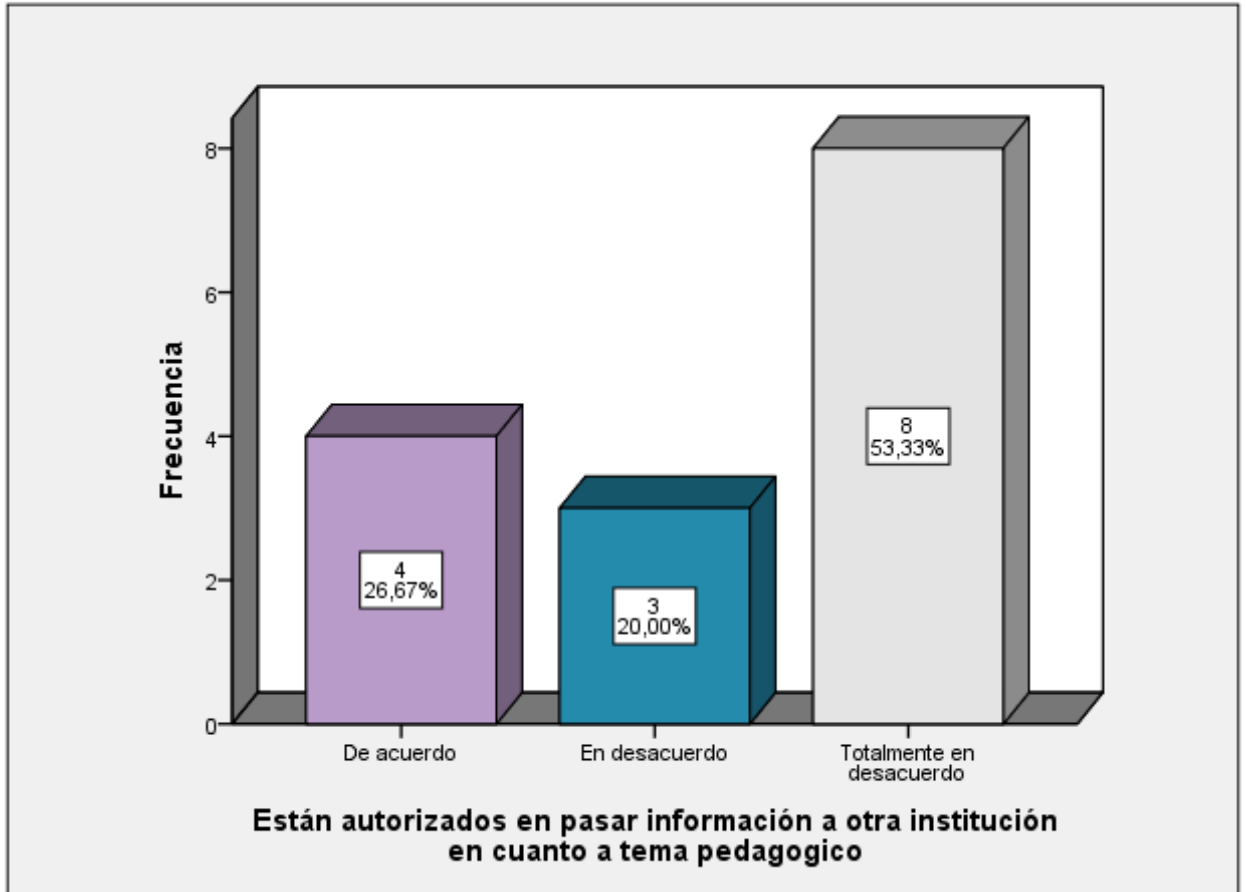 8
6
4
2
0
Frecuencia
4
26,67%
3
20,00%
8
53,33%
De acuerdo
En desacuerdo
Totalmente en
desacuerdo
Están autorizados en pasar información a otra institución
en cuanto a tema pedagogico